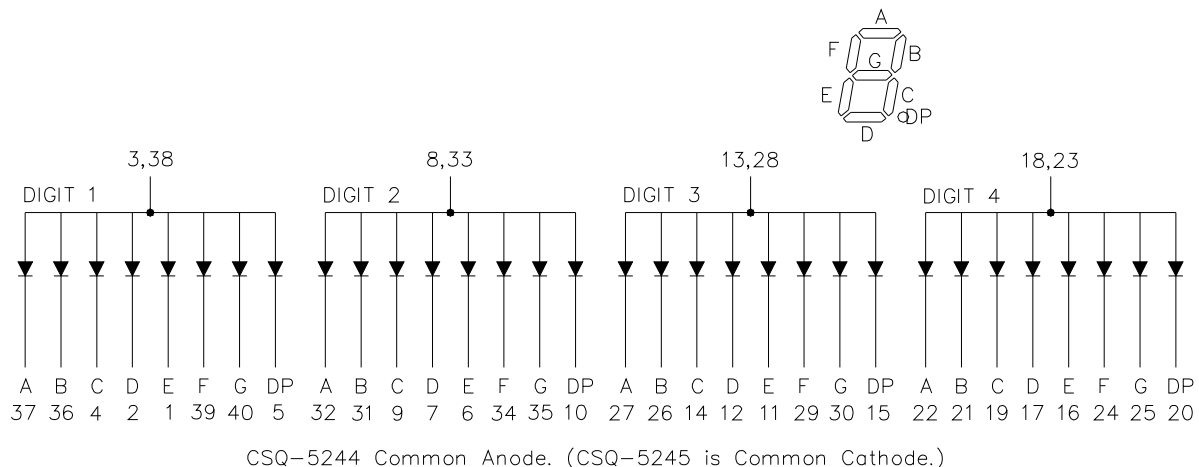 A
F B
G
E C
DP
D
3,38 8,33 13,28 18,23
DIGIT 1 DIGIT 2 DIGIT 3 DIGIT 4
A B C D E F G DP A B C D E F G DP A B C D E F G DP A B C D E F G DP
37 36 4 2 1 39 40 5 32 31 9 7 6 34 35 10 27 26 14 12 11 29 30 15 22 21 19 17 16 24 25 20
CSQ-5244 Common Anode. (CSQ-5245 is Common Cathode.)